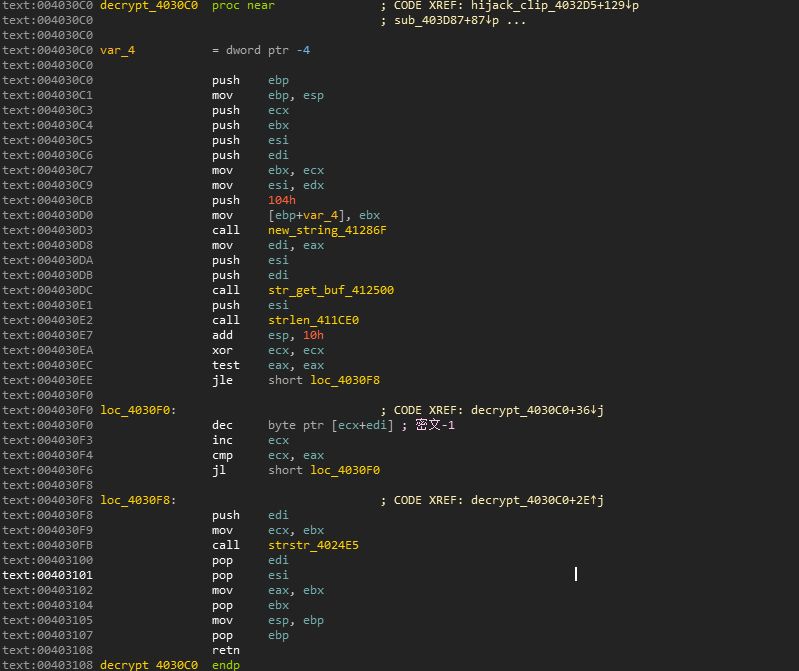 text:004030C0 decrypt_4030C0 proc near ; CODE XREF: hijack_clip_4032D5+129↓p
text:004030C0 ; sub_403D87+87↓p ...
text:004030C0
text:004030C0 var_4 = dword ptr -4
text:004030C0
text:004030C0 push ebp
text:004030C1 mov ebp, esp
text:004030C3 push ecx
text:004030C4 push ebx
text:004030C5 push esi
text:004030C6 push edi
text:004030C7 mov ebx, ecx
text:004030C9 mov esi, edx
text:004030CB push 104h
text:004030D0 mov [ebp+var_4], ebx
text:004030D3 call new_string_41286F
text:004030D8 mov edi, eax
text:004030DA push esi
text:004030DB push edi
text:004030DC call str_get_buf_412500
text:004030E1 push esi
text:004030E2 call strlen_411CE0
text:004030E7 add esp, 10h
text:004030EA xor ecx, ecx
text:004030EC test eax, eax
text:004030EE jle short loc_4030F8
text:004030F0
text:004030F0 loc_4030F0: ; CODE XREF: decrypt_4030C0+36↓j
text:004030F0 dec byte ptr [ecx+edi] ; 密文-1
text:004030F3 inc ecx
text:004030F4 cmp ecx, eax
text:004030F6 jl short loc_4030F0
text:004030F8
text:004030F8 loc_4030F8: ; CODE XREF: decrypt_4030C0+2E↑j
text:004030F8 push edi
text:004030F9 mov ecx, ebx
text:004030FB call strstr_4024E5
text:00403100 pop edi
text:00403101 pop esi
text:00403102 mov eax, ebx
text:00403104 pop ebx
text:00403105 mov esp, ebp
text:00403107 pop ebp
text:00403108 retn
text:00403108 decrypt_4030C0 endp